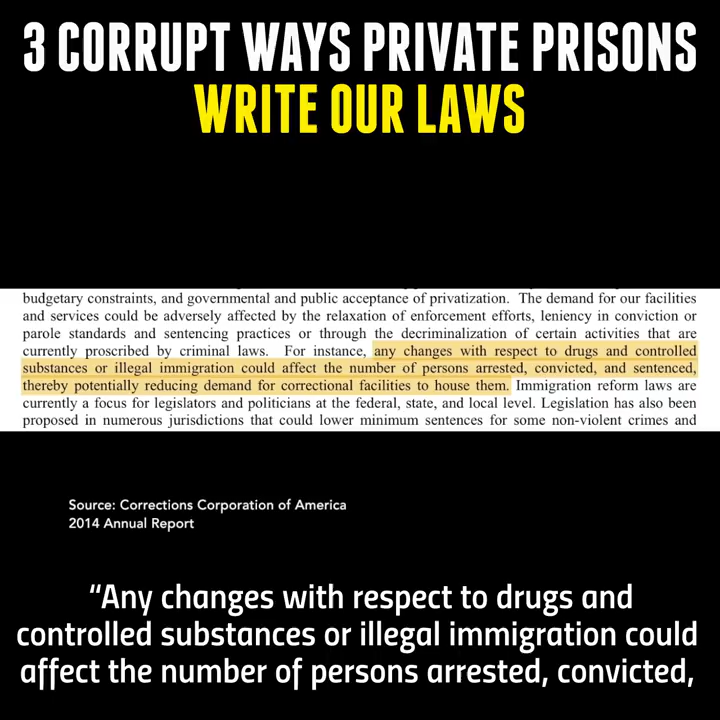 3 CORRUPT WAYS PRIVATE PRISONS
WRITE OUR LAWS
budgetary constraints, and governmental and public acceptance of privatization. The demand for our facilities
and services could be adversely affected by the relaxation of enforcement efforts, leniency in conviction or
parole standards and sentencing practices or through the decriminalization of certain activities that are
currently proscribed by criminal laws. For instance, any changes with respect to drugs and controlled
substances or illegal immigration could affect the number of persons arrested, convicted, and sentenced,
thereby potentially reducing demand for correctional facilities to house them. Immigration reform laws are
currently a focus for legislators and politicians at the federal, state, and local level. Legislation has also been
proposed in numerous jurisdictions that could lower minimum sentences for some non-violent crimes and
Source: Corrections Corporation of America
2014 Annual Report
“Any changes with respect to drugs and
controlled substances or illegal immigration could
affect the number of persons arrested, convicted,